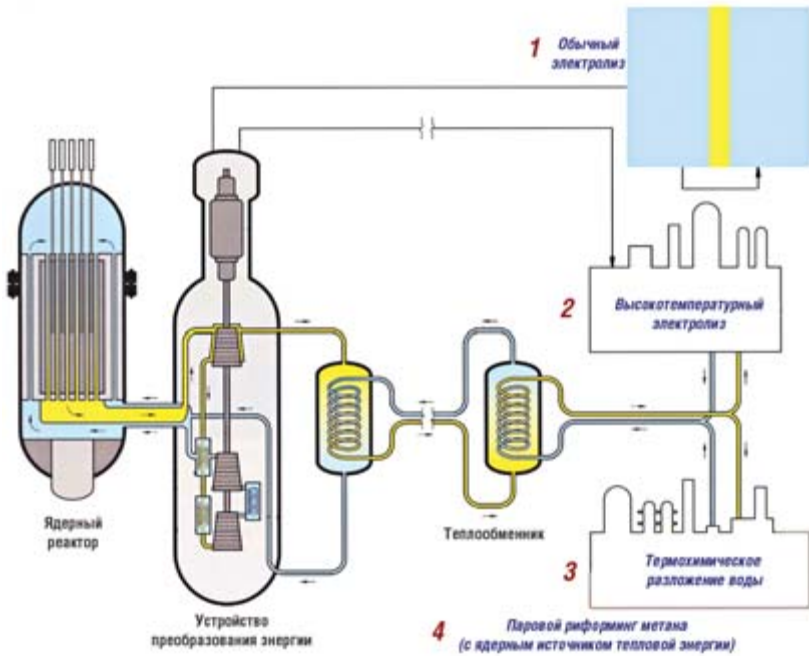 1 Обычный
электролиз
2 Высокотемпературный
электролиз
Ядерный
реактор
Теплообменник
3 Термохимическое
разложение воды
Устройство
преобразования энергии
4 Паровой риформинг метана
(с ядерным источником тепловой энергии)